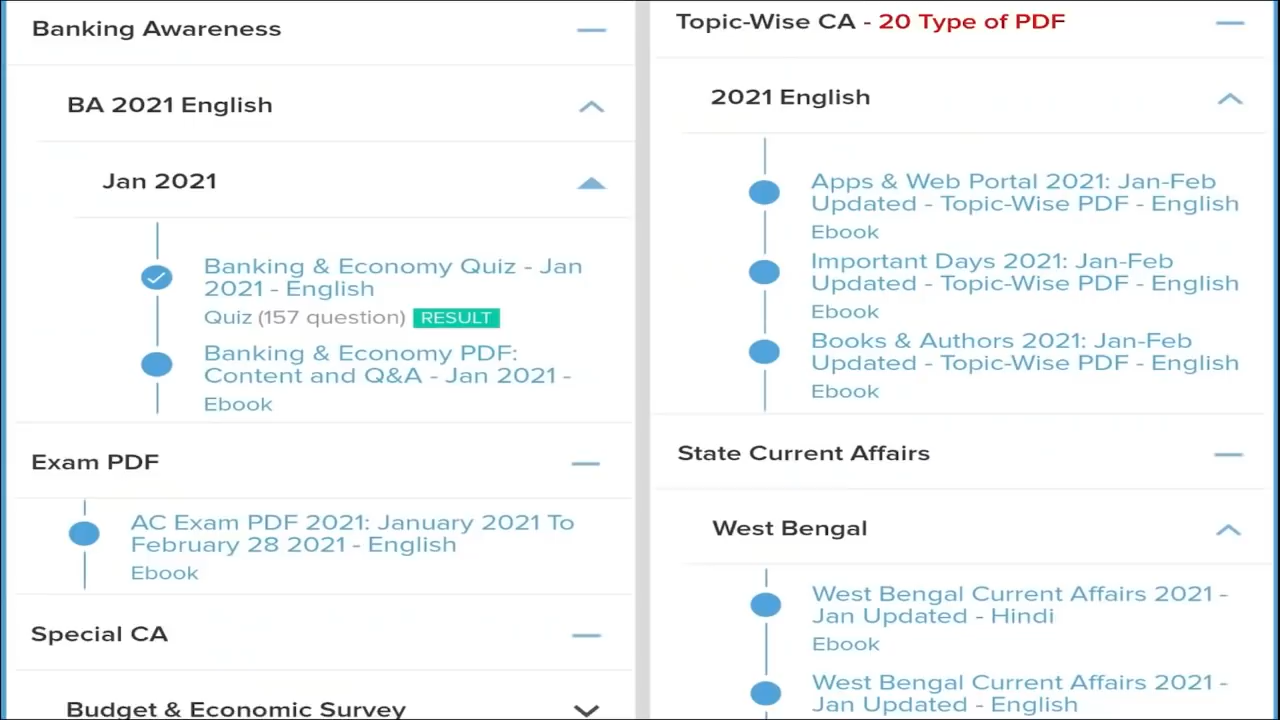 Banking Awareness
BA 2021 English
Jan 2021
Banking & Economy Quiz - Jan
2021 - English
Quiz (157 question) RESULT
Banking & Economy PDF:
Content and Q&A - Jan 2021 -
Ebook
Exam PDF
AC Exam PDF 2021: January 2021 To
February 28 2021 - English
Ebook
Special CA
Budget & Economic Survey
Topic-Wise CA - 20 Type of PDF
2021 English
Apps & Web Portal 2021: Jan-Feb
Updated - Topic-Wise PDF - English
Ebook
Important Days 2021: Jan-Feb
Updated - Topic-Wise PDF - English
Ebook
Books & Authors 2021: Jan-Feb
Updated - Topic-Wise PDF - English
Ebook
State Current Affairs
West Bengal
West Bengal Current Affairs 2021 -
Jan Updated - Hindi
Ebook
West Bengal Current Affairs 2021 -
Jan Updated - English